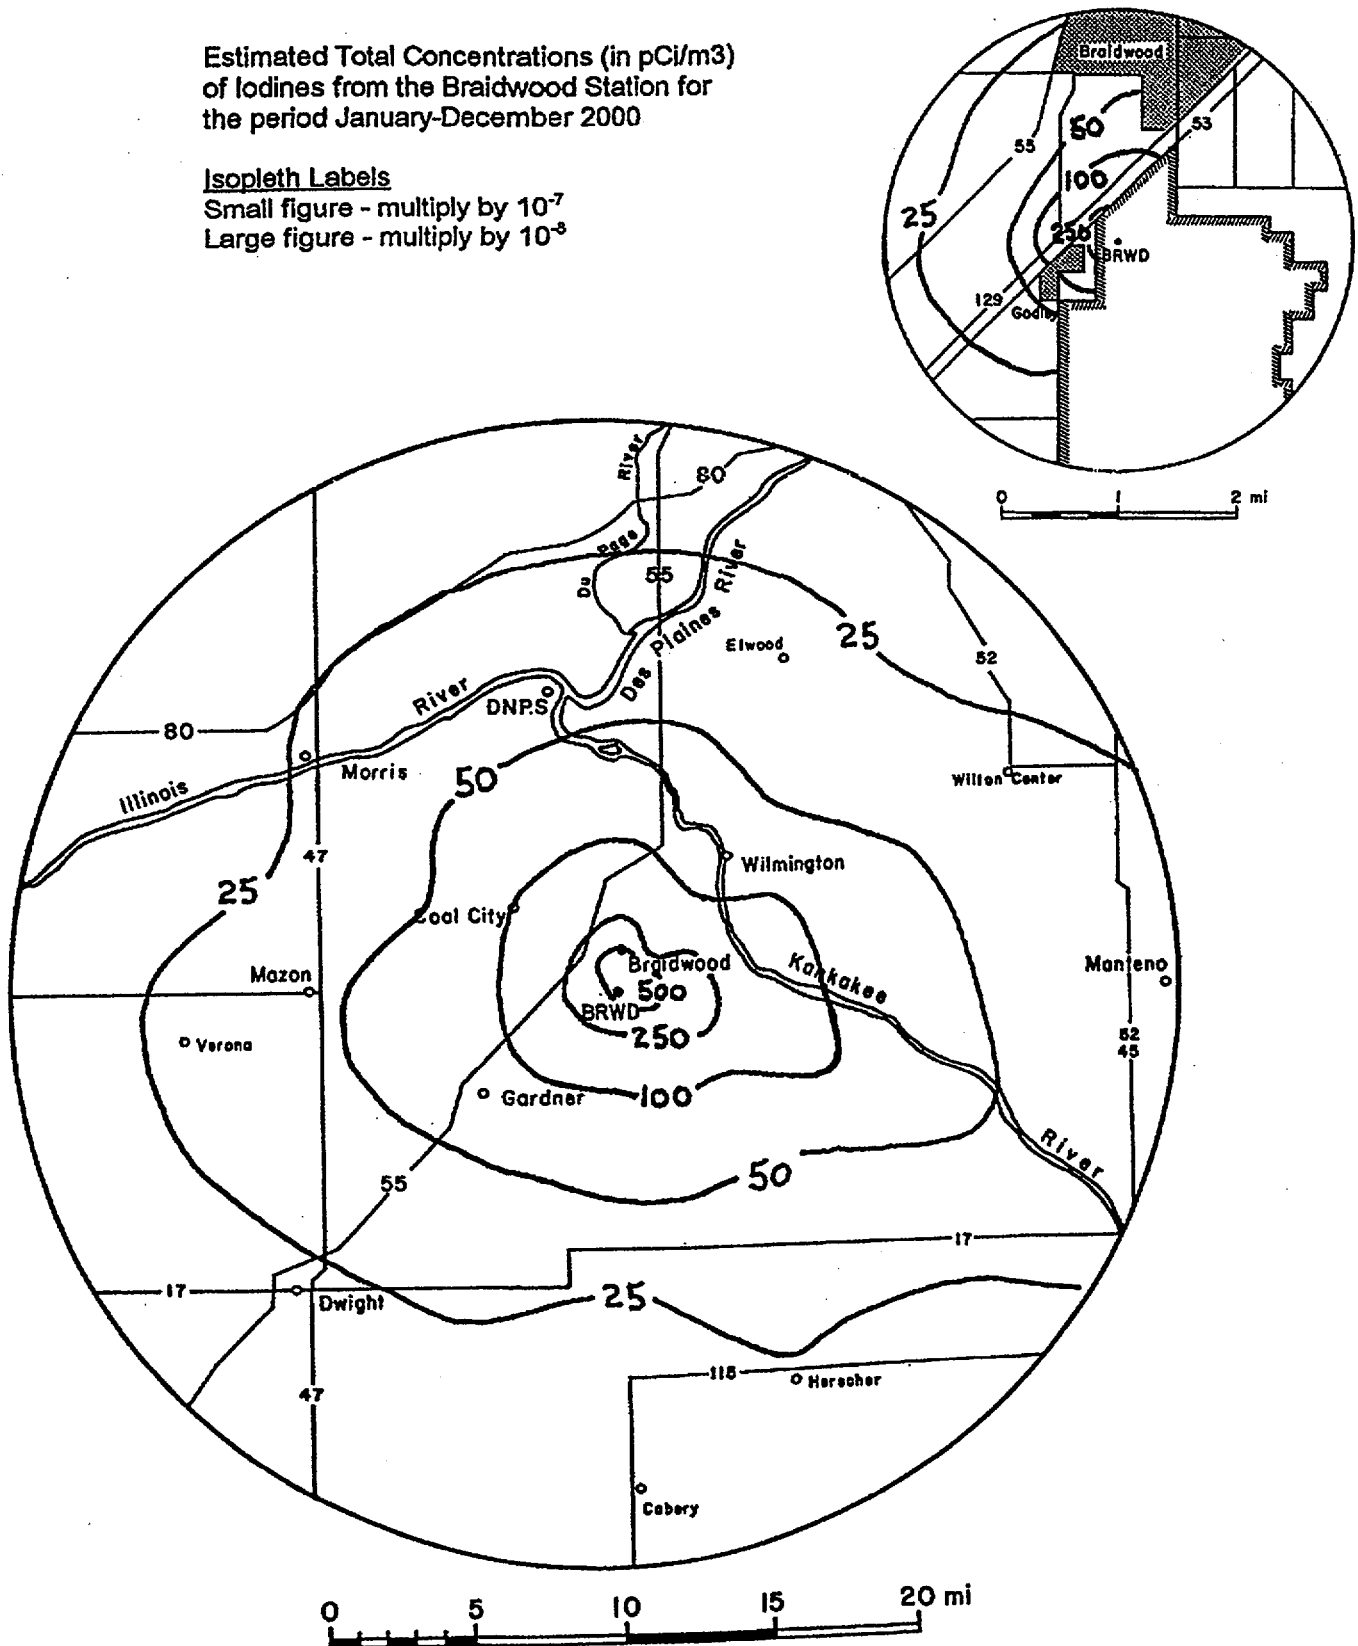 Estimated Total Concentrations (in pCi/m3)
of Iodines from the Braidwood Station for
the period January-December 2000
Isopleth Labels
Small figure - multiply by 10-7
Large figure - multiply by 10-8
Braidwood
50
53
55
100
25
250
BRWD
129
Godley
0 1 2 mi
River
80
Page
55
Du
River
Des Plaines
25
Elwood
52
River
DNP.S
80
Morris
50
Wilton Center
Illinois
47
Wilmington
25
Coal City
Braidwood
Kankakee
Manteno
Mazon
500
BRWD
250
Verona
52
45
Gardner
100
River
50
55
17
17
25
Dwight
115
Herscher
47
Cabery
0 5 10 15 20 mi